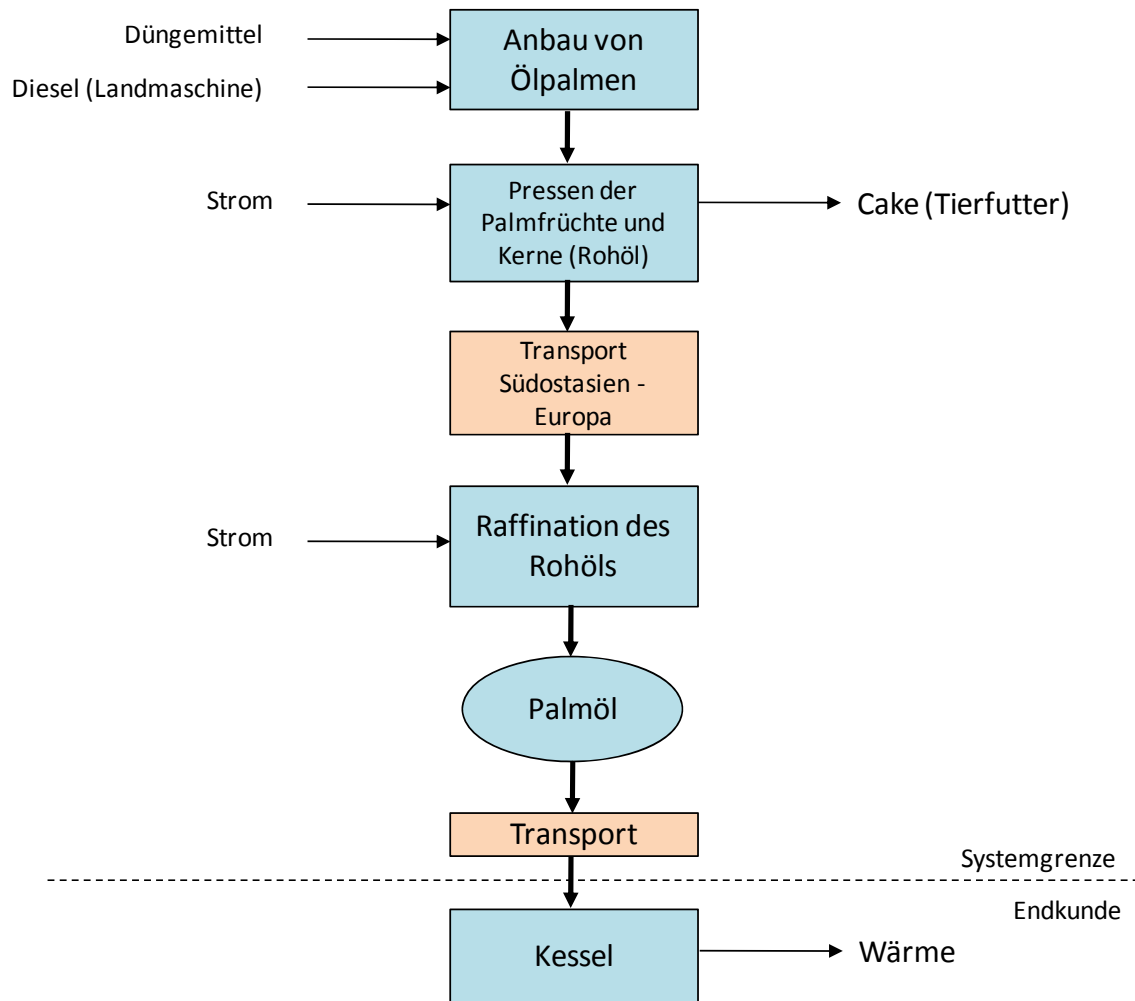 Düngemittel
Diesel (Landmaschine)
Anbau von
Ölpalmen
Strom
Pressen der
Palmfrüchte und
Kerne (Rohöl)
Cake (Tierfutter)
Transport
Südostasien -
Europa
Strom
Raffination des
Rohöls
Palmöl
Transport
Systemgrenze
Endkunde
Kessel
Wärme